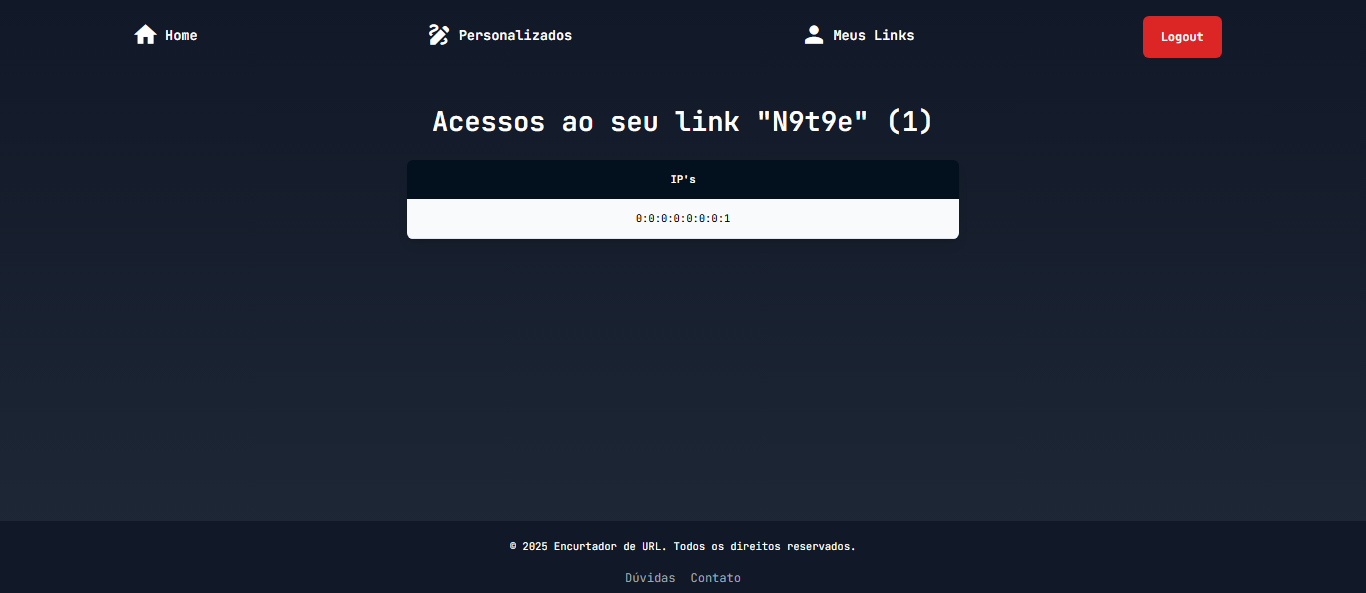 Home Personalizados Meus Links Logout
Acessos ao seu link "N9t9e" (1)
IP's
0:0:0:0:0:0:0:1
© 2025 Encurtador de URL. Todos os direitos reservados.
Dúvidas Contato